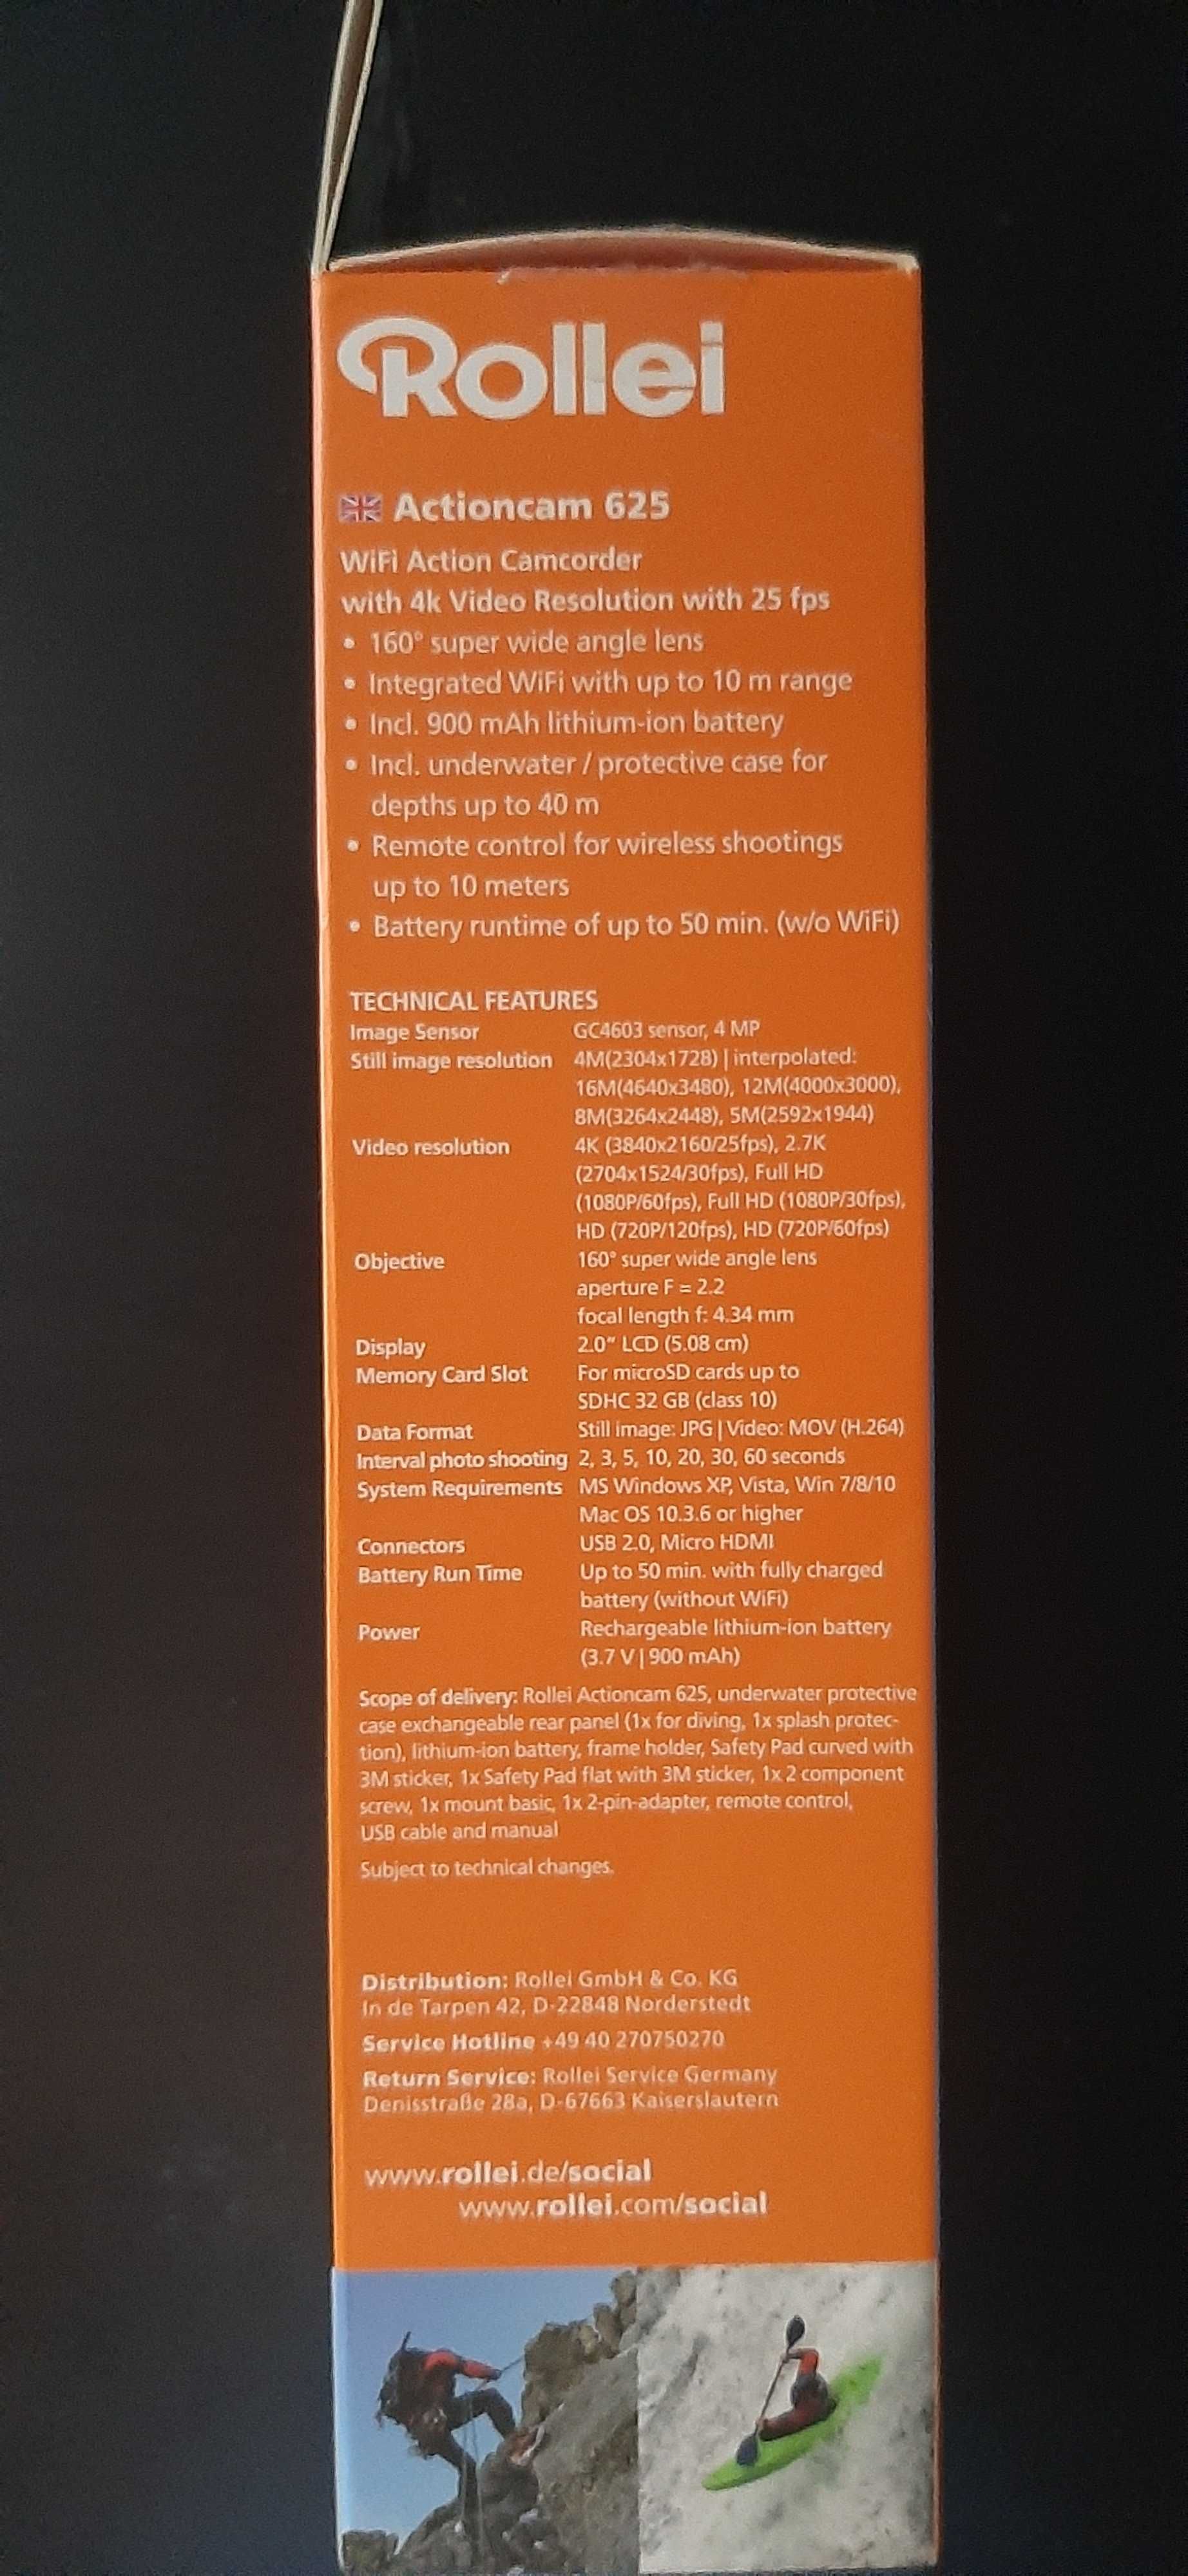 Rollei
Actioncam 625
WiFi Action Camcorder
with 4k Video Resolution with 25 fps
• 160° super wide angle lens
• Integrated WiFi with up to 10 m range
• Incl. 900 mAh lithium-ion battery
• Incl. underwater / protective case for
depths up to 40 m
• Remote control for wireless shootings
up to 10 meters
• Battery runtime of up to 50 min. (w/o WiFi)
TECHNICAL FEATURES
Image Sensor GC4603 sensor, 4 MP
Still image resolution 4M(2304x1728) | interpolated:
16M(4640x3480), 12M(4000x3000),
8M(3264x2448), 5M(2592x1944)
Video resolution 4K (3840x2160/25fps), 2.7K
(2704x1524/30fps), Full HD
(1080P/60fps), Full HD (1080P/30fps),
HD (720P/120fps), HD (720P/60fps)
Objective 160° super wide angle lens
aperture F = 2.2
focal length f: 4.34 mm
Display 2.0" LCD (5.08 cm)
Memory Card Slot For microSD cards up to
SDHC 32 GB (class 10)
Data Format Still image: JPG | Video: MOV (H.264)
Interval photo shooting 2, 3, 5, 10, 20, 30, 60 seconds
System Requirements MS Windows XP, Vista, Win 7/8/10
Mac OS 10.3.6 or higher
Connectors USB 2.0, Micro HDMI
Battery Run Time Up to 50 min. with fully charged
battery (without WiFi)
Power Rechargeable lithium-ion battery
(3.7 V | 900 mAh)
Scope of delivery: Rollei Actioncam 625, underwater protective
case exchangeable rear panel (1x for diving, 1x splash protec-
tion), lithium-ion battery, frame holder, Safety Pad curved with
3M sticker, 1x Safety Pad flat with 3M sticker, 1x 2 component
screw, 1x mount basic, 1x 2-pin-adapter, remote control,
USB cable and manual
Subject to technical changes.
Distribution: Rollei GmbH & Co. KG
In de Tarpen 42, D-22848 Norderstedt
Service Hotline +49 40 270750270
Return Service: Rollei Service Germany
Denisstraße 28a, D-67663 Kaiserslautern
www.rollei.de/social
www.rollei.com/social